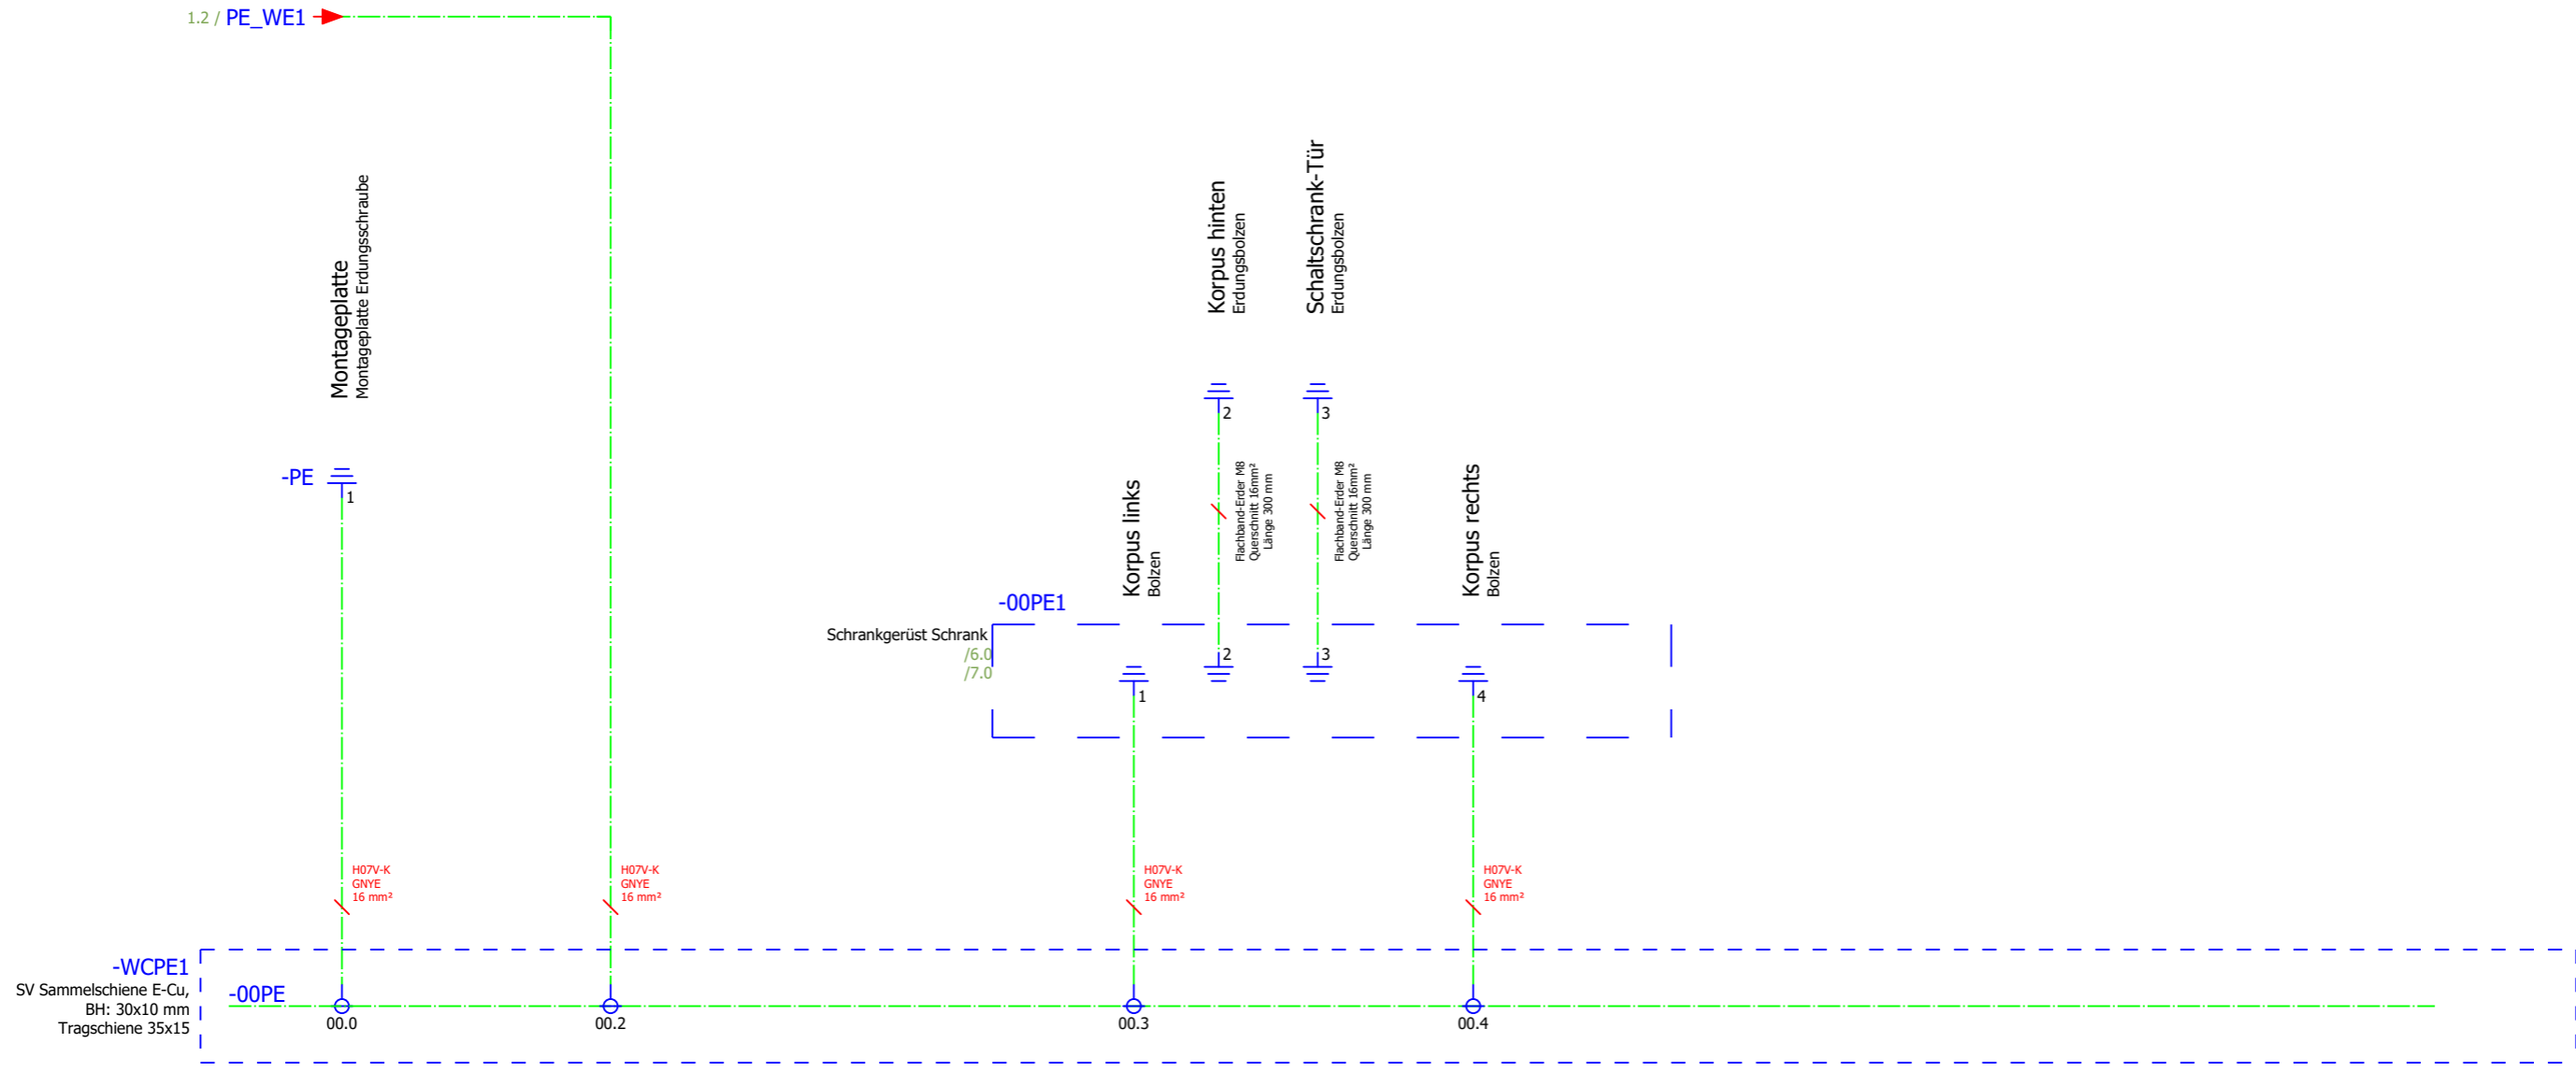 1.2 / PE_WE1
Montageplatte
Montageplatte Erdungsschraube
-PE
1
Korpus hinten
Erdungsbolzen
Schaltschrank-Tür
Erdungsbolzen
2
3
Flachband-Erder M8
Querschnitt 16mm²
Länge 300 mm
Flachband-Erder M8
Querschnitt 16mm²
Länge 300 mm
Korpus links
Bolzen
Korpus rechts
Bolzen
-00PE1
Schrankgerüst Schrank
/6.0
/7.0
2
3
1
4
H07V-K
GNYE
16 mm²
H07V-K
GNYE
16 mm²
H07V-K
GNYE
16 mm²
H07V-K
GNYE
16 mm²
-WCPE1
SV Sammelschiene E-Cu,
BH: 30x10 mm
Tragschiene 35x15
-00PE
00.0
00.2
00.3
00.4